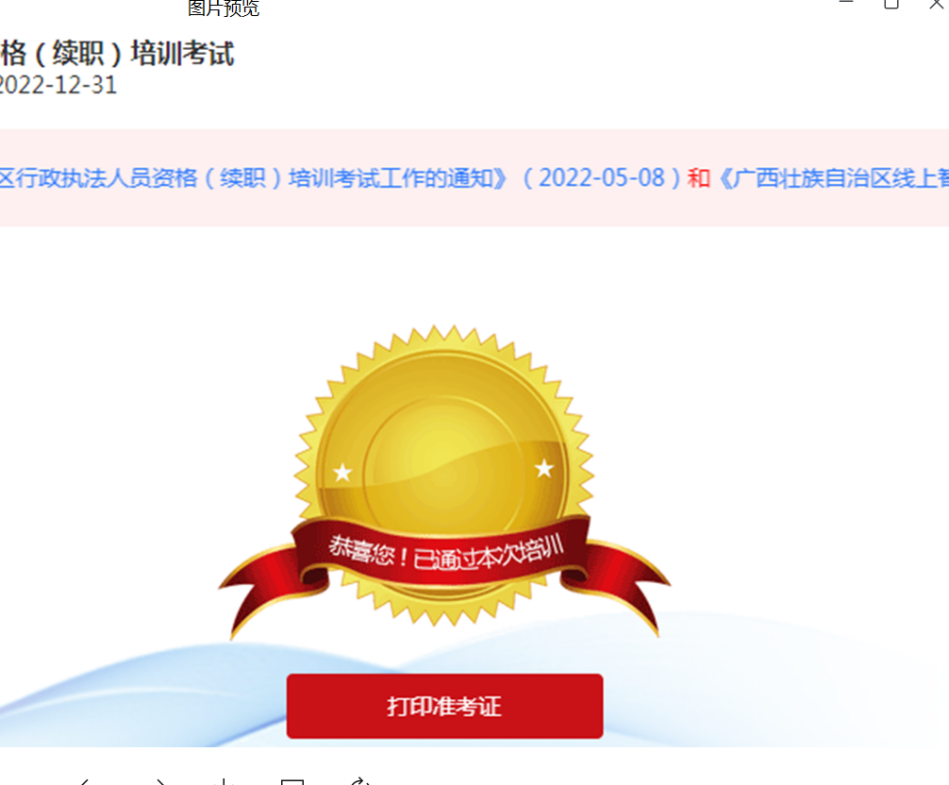 图片预览
格（续职）培训考试
2022-12-31
区行政执法人员资格（续职）培训考试工作的通知》（2022-05-08）和《广西壮族自治区线上智
恭喜您！已通过本次培训
打印准考证